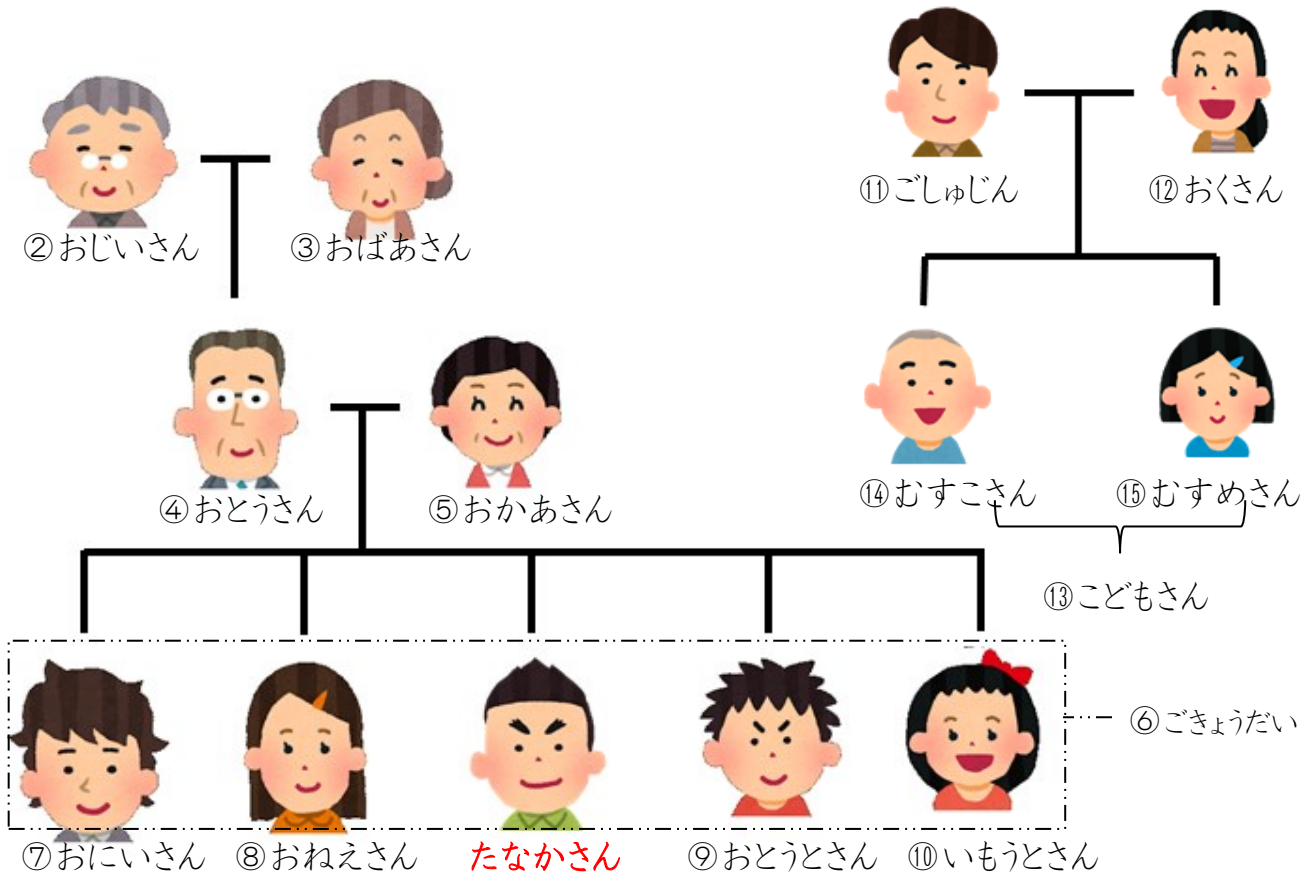 ⑪ごしゅじん
⑫おくさん
②おじいさん
③おばあさん
④おとうさん
⑤おかあさん
⑭むすこさん
⑮むすめさん
⑬こどもさん
⑥ごきょうだい
⑦おにいさん
⑧おねえさん
たなかさん
⑨おとうとさん
⑩いもうとさん